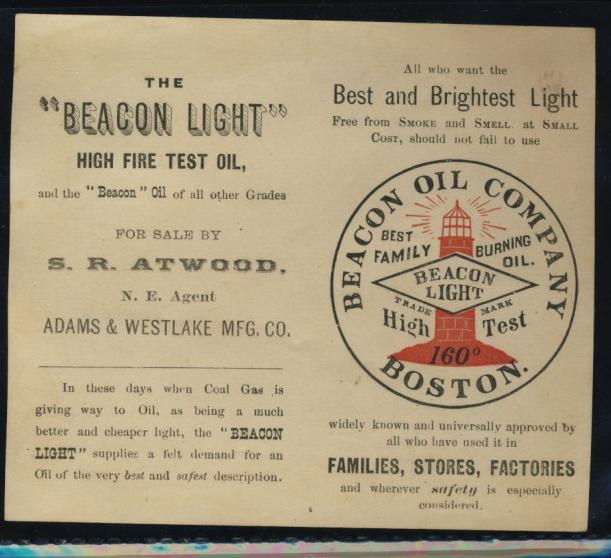 THE
"BEACON LIGHT"
HIGH FIRE TEST OIL,
and the "Beacon" Oil of all other Grades
FOR SALE BY
S. R. ATWOOD,
N. E. Agent
ADAMS & WESTLAKE MFG. CO.
In these days when Coal Gas is
giving way to Oil, as being a much
better and cheaper light, the "BEACON
LIGHT" supplies a felt demand for an
Oil of the very best and safest description.
All who want the
Best and Brightest Light
Free from SMOKE and SMELL at SMALL
COST, should not fail to use
BEACON OIL COMPANY
BEST
FAMILY
BURNING
OIL.
BEACON
LIGHT
TRADE MARK
High Test
160°
BOSTON.
widely known and universally approved by
all who have used it in
FAMILIES, STORES, FACTORIES
and wherever safety is especially
considered.